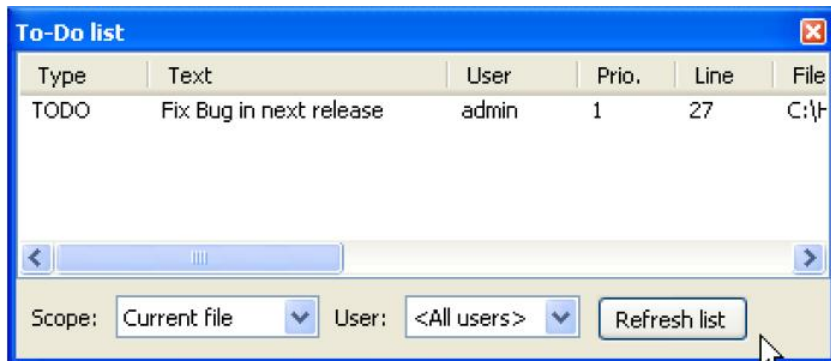 To-Do list
Type Text User Prio. Line File
TODO Fix Bug in next release admin 1 27 C:\H
Scope: Current file User: <All users> Refresh list